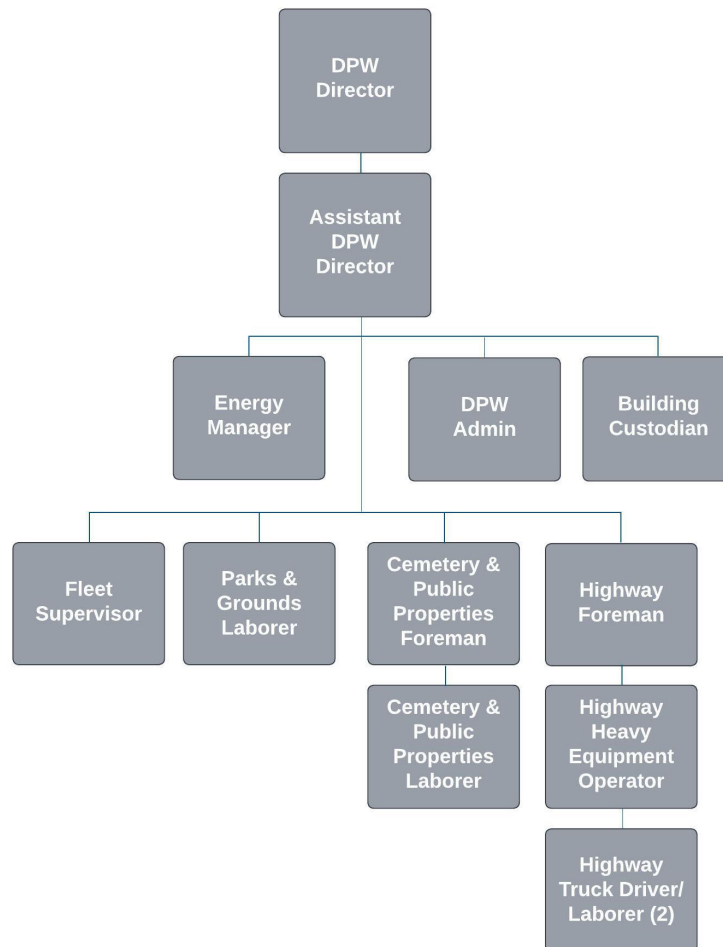 DPW
Director
Assistant
DPW
Director
Energy
Manager
DPW
Admin
Building
Custodian
Fleet
Supervisor
Parks &
Grounds
Laborer
Cemetery &
Public
Properties
Foreman
Highway
Foreman
Cemetery &
Public
Properties
Laborer
Highway
Heavy
Equipment
Operator
Highway
Truck Driver/
Laborer (2)